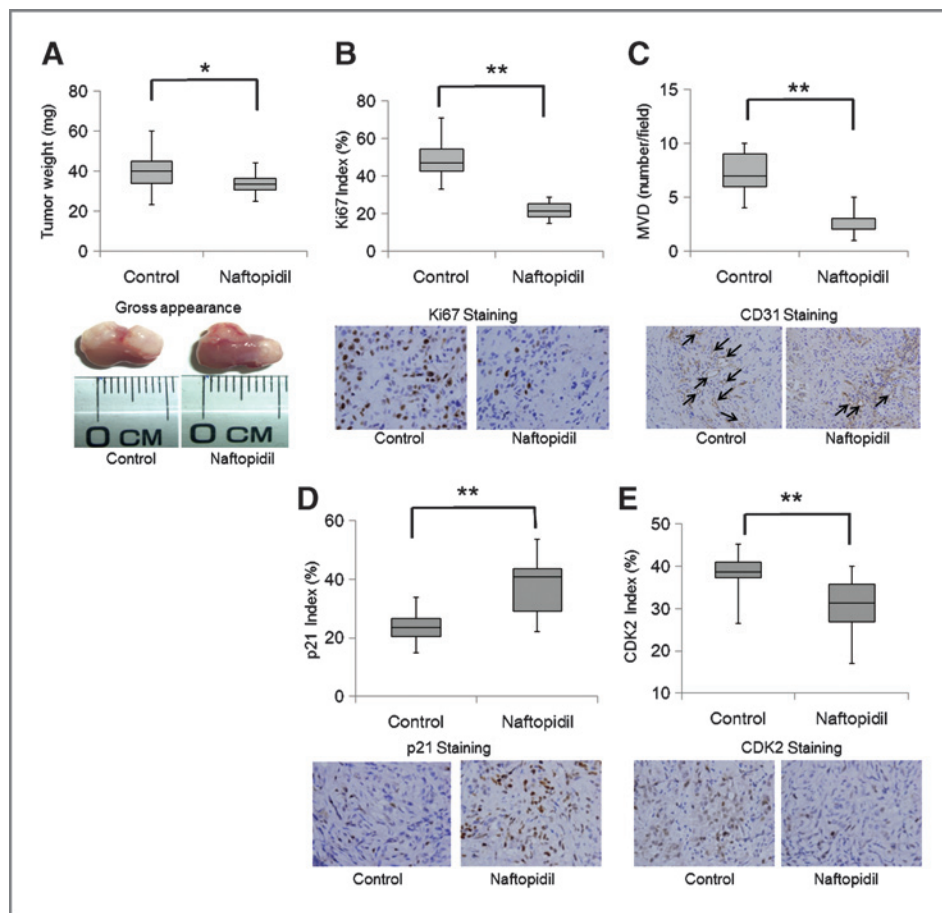 A
*
Tumor weight (mg)
80
60
40
20
0
Control Naftopidil
Gross appearance
0 CM 0 CM
Control Naftopidil
B
**
Ki67 Index (%)
80
60
40
20
0
Control Naftopidil
Ki67 Staining
Control Naftopidil
C
**
MVD (number/field)
15
10
5
0
Control Naftopidil
CD31 Staining
Control Naftopidil
D
**
p21 Index (%)
60
40
20
0
Control Naftopidil
p21 Staining
Control Naftopidil
E
**
CDK2 Index (%)
50
40
30
20
10
Control Naftopidil
CDK2 Staining
Control Naftopidil